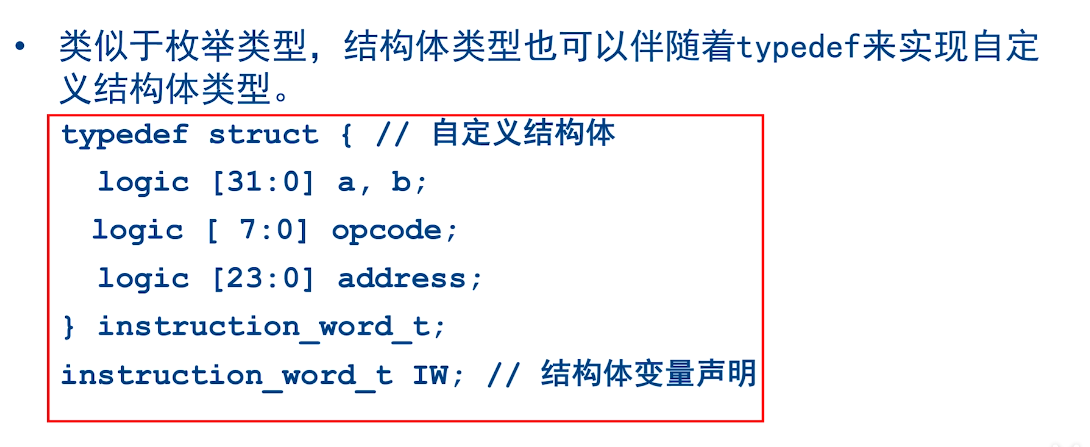 • 类似于枚举类型，结构体类型也可以伴随着typedef来实现自定
义结构体类型。
typedef struct { // 自定义结构体
logic [31:0] a, b;
logic [ 7:0] opcode;
logic [23:0] address;
} instruction_word_t;
instruction_word_t IW; // 结构体变量声明